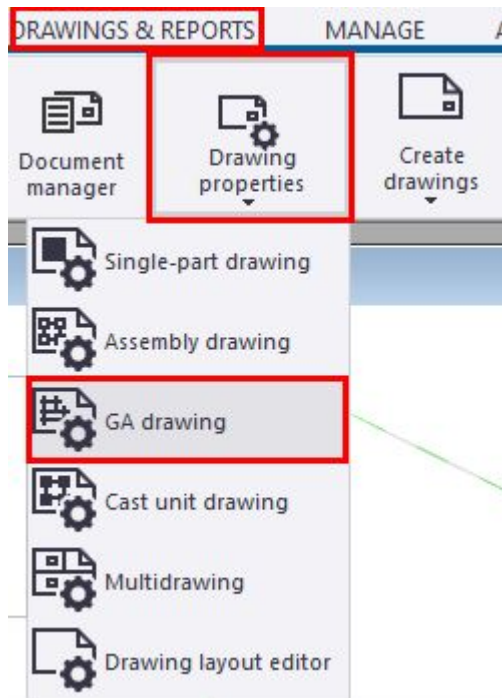 DRAWINGS & REPORTS MANAGE
Document manager
Drawing properties
Create drawings
Single-part drawing
Assembly drawing
GA drawing
Cast unit drawing
Multidrawing
Drawing layout editor